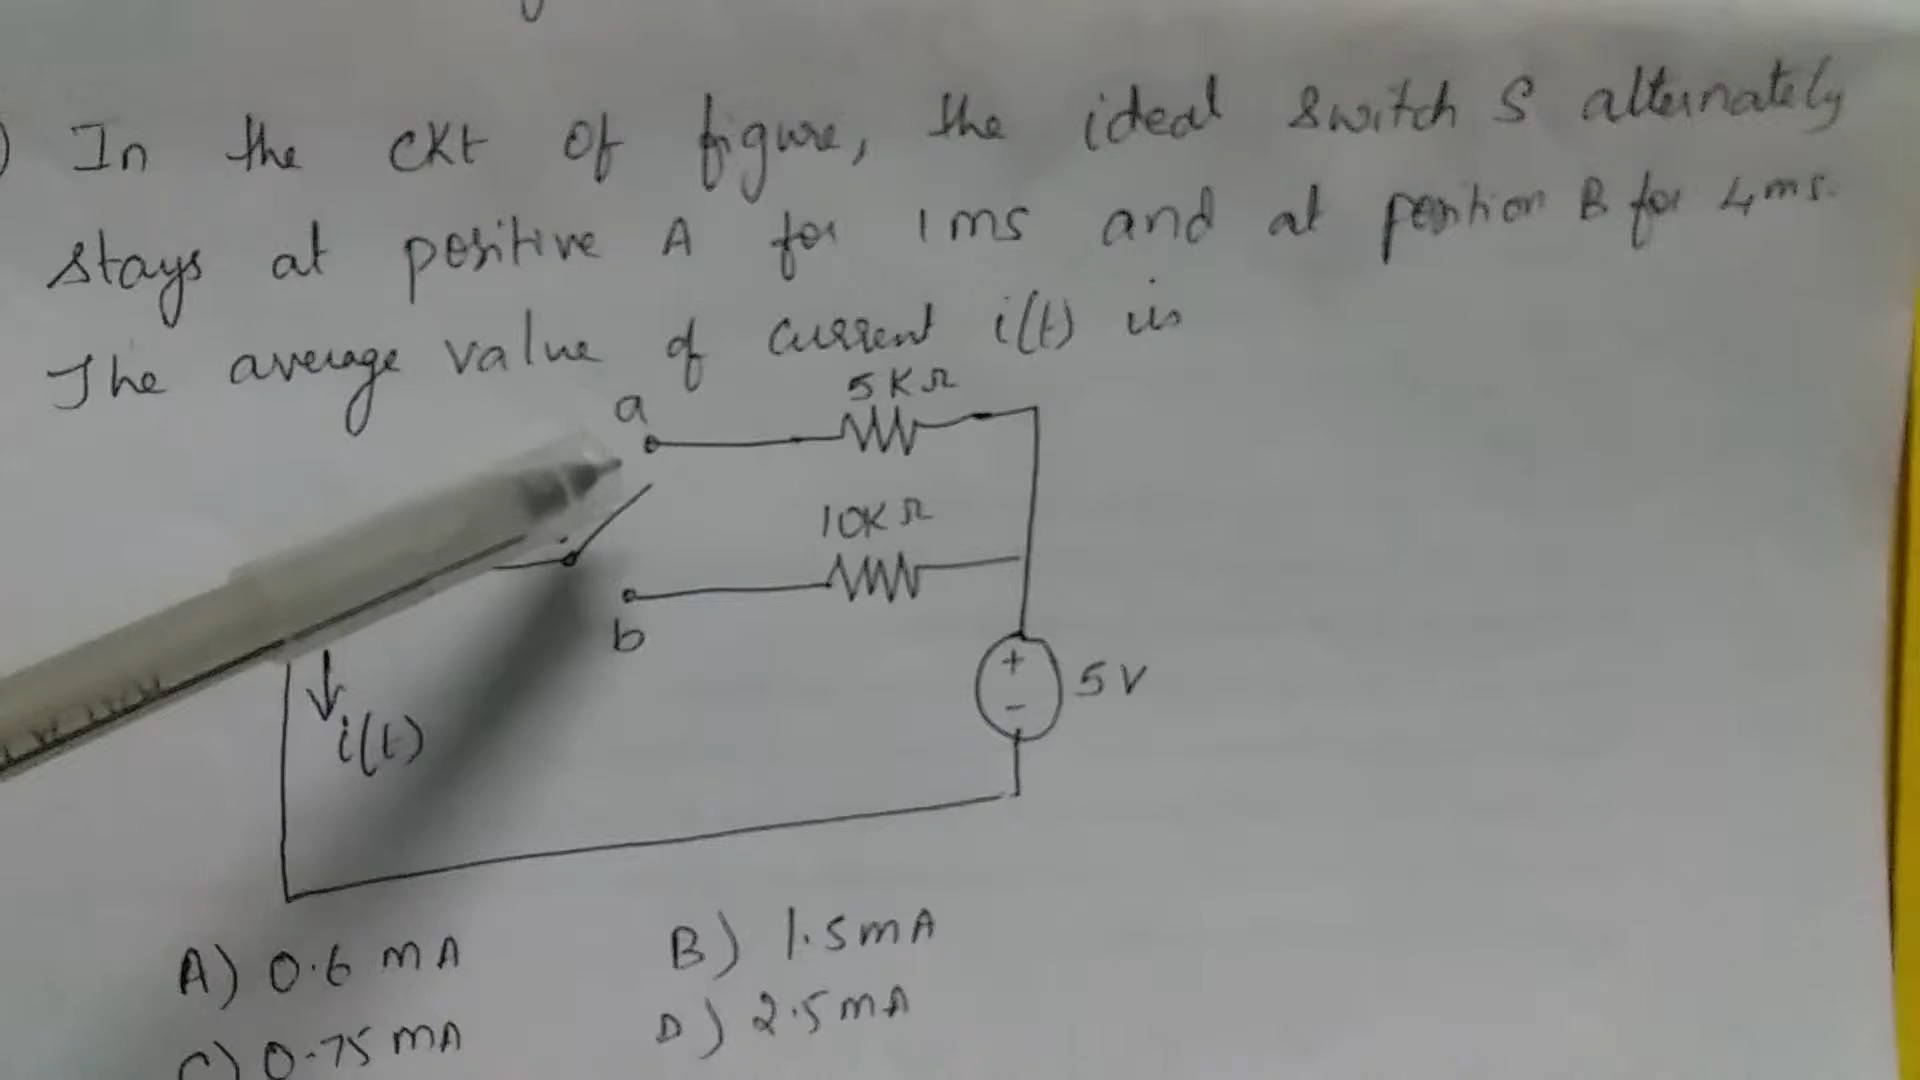 ) In the ckt of figure, the ideal switch S alternately
stays at positive A for 1ms and at position B for 4ms.
The average value of current i(t) is
a
5KΩ
10KΩ
b
+
-
5V
i(t)
A) 0.6 mA
B) 1.5mA
C) 0.75 mA
D) 2.5mA